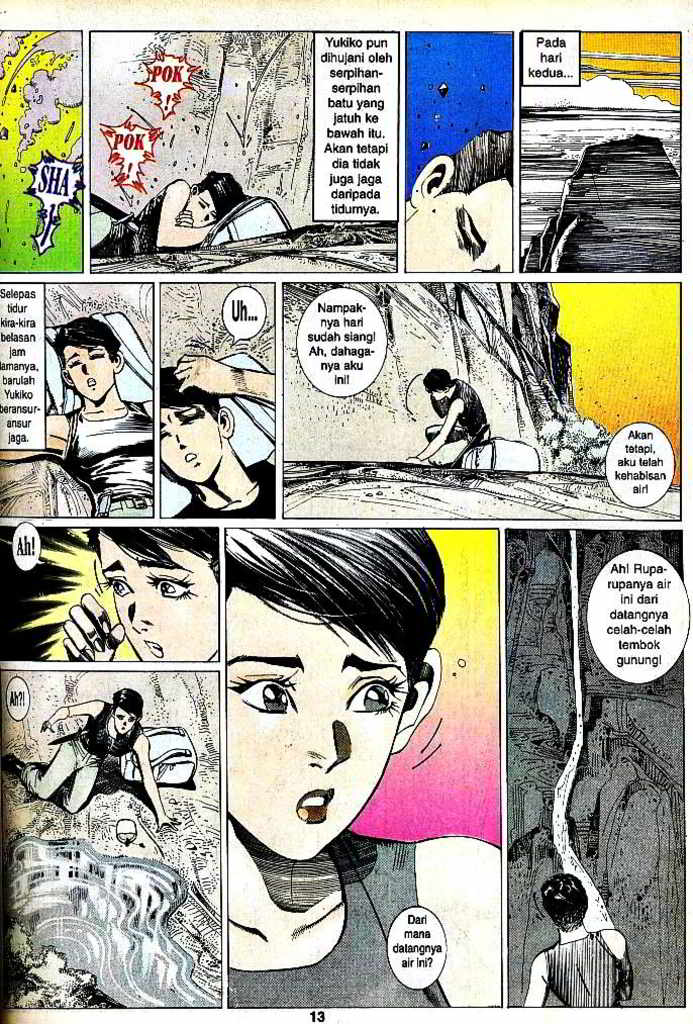 SHA
!
POK
!
POK
!
Yukiko pun
dihujani oleh
serpihan-
serpihan
batu yang
jatuh ke
bawah itu.
Akan tetapi
dia tidak
juga jaga
daripada
tidurnya.
Pada
hari
kedua...
Selepas
tidur
kira-kira
belasan
jam
lamanya,
barulah
Yukiko
beransur-
ansur
jaga.
Uh...
Nampak-
nya hari
sudah siang!
Ah, dahaga-
nya aku
ini!
Akan
tetapi,
aku telah
kehabisan
air!
Ah!
Ah?!
Dari
mana
datangnya
air ini?
Ah! Rupa-
rupanya air
ini dari
datangnya
celah-celah
tembok
gunung!
13